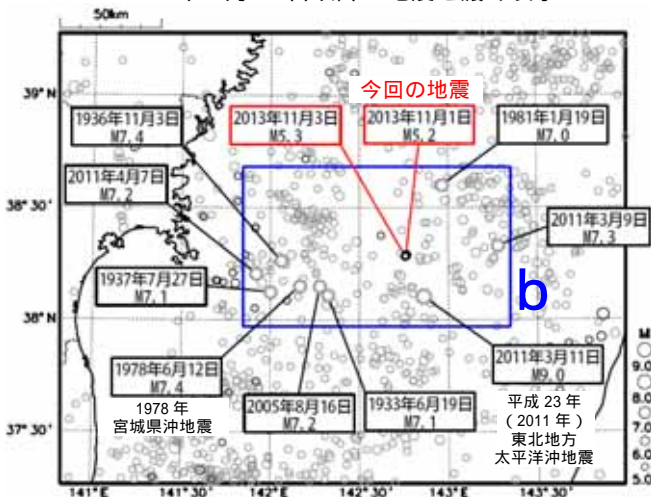 50km
39°N
38°30'
38°N
37°30'
141°E
141°30'
142°E
142°30'
143°E
143°30'
今回の地震
1936年11月3日
M7.4
2013年11月3日
M5.3
2013年11月1日
M5.2
1981年1月19日
M7.0
2011年4月7日
M7.2
2011年3月9日
M7.3
1937年7月27日
M7.1
b
1978年6月12日
M7.4
1978 年
宮城県沖地震
2005年8月16日
M7.2
1933年6月19日
M7.1
2011年3月11日
M9.0
平成 23 年
( 2011 年 )
東北地方
太平洋沖地震
M
9.0
8.0
7.0
6.0
5.0